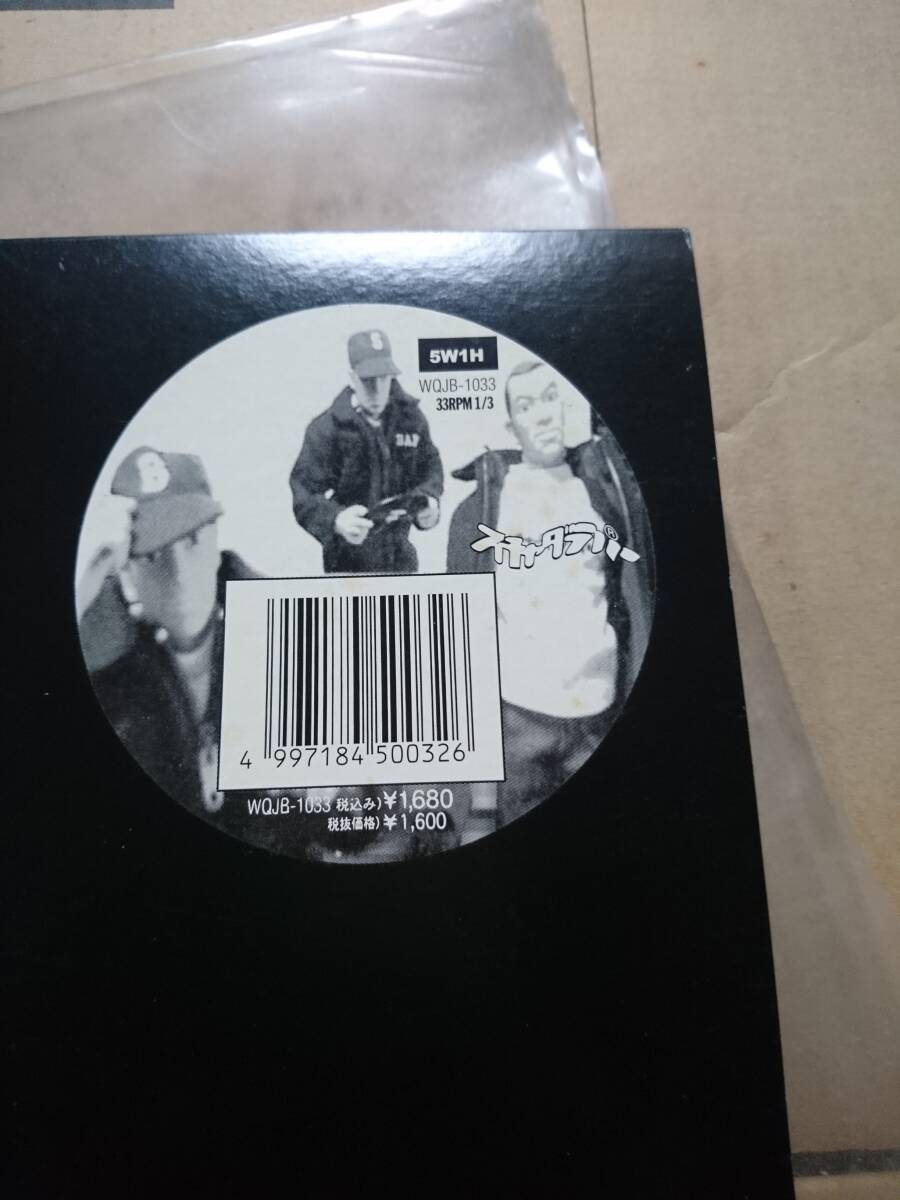 5W1H
WQJB-1033
33RPM 1/3
S
SAP
スチャダラパー®
4 997184 500326
WQJB-1033 税込み)¥1,680
税抜価格)¥1,600